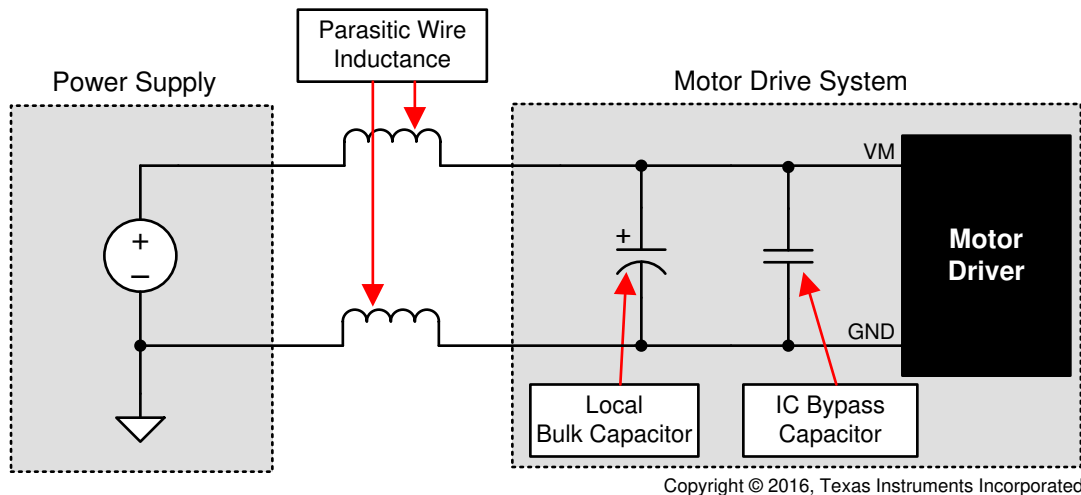 Parasitic Wire
Inductance
Power Supply
Motor Drive System
VM
+
–
+
Motor
Driver
GND
Local
Bulk Capacitor
IC Bypass
Capacitor
Copyright © 2016, Texas Instruments Incorporated